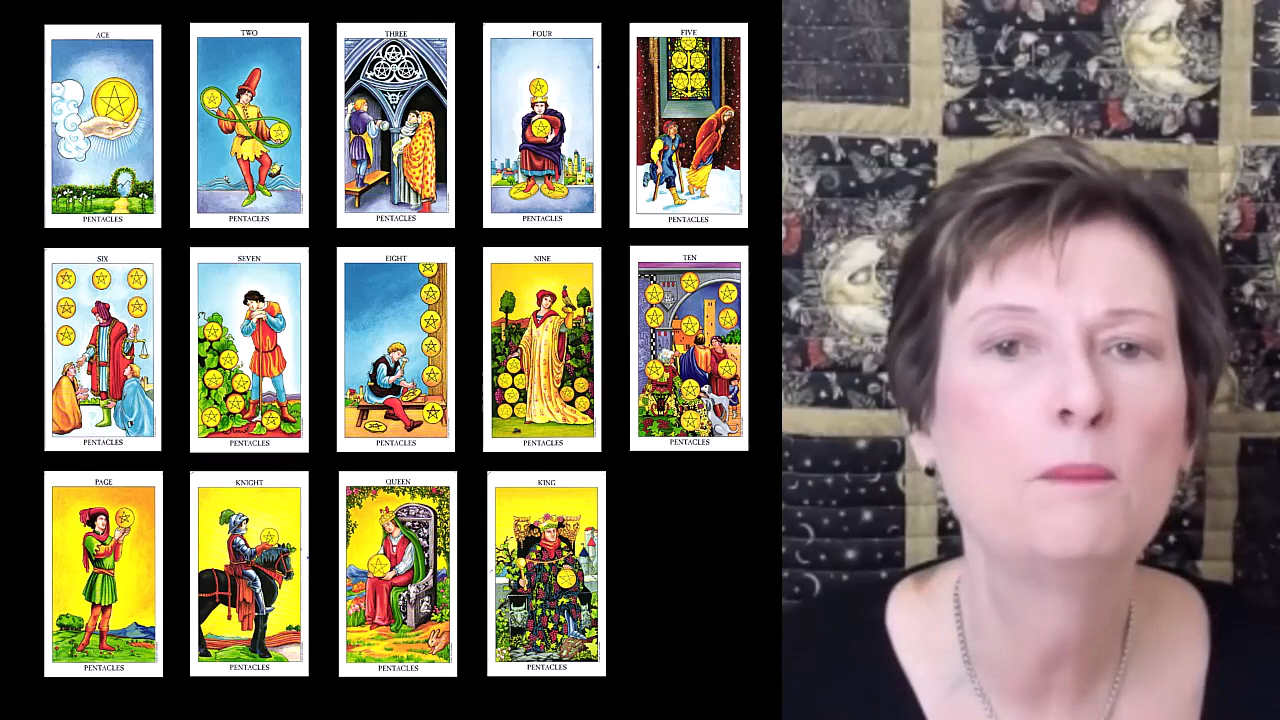 ACE
PENTACLES
TWO
PENTACLES
THREE
PENTACLES
FOUR
PENTACLES
FIVE
PENTACLES
SIX
PENTACLES
SEVEN
PENTACLES
EIGHT
PENTACLES
NINE
PENTACLES
TEN
PENTACLES
PAGE
PENTACLES
KNIGHT
PENTACLES
QUEEN
PENTACLES
KING
PENTACLES